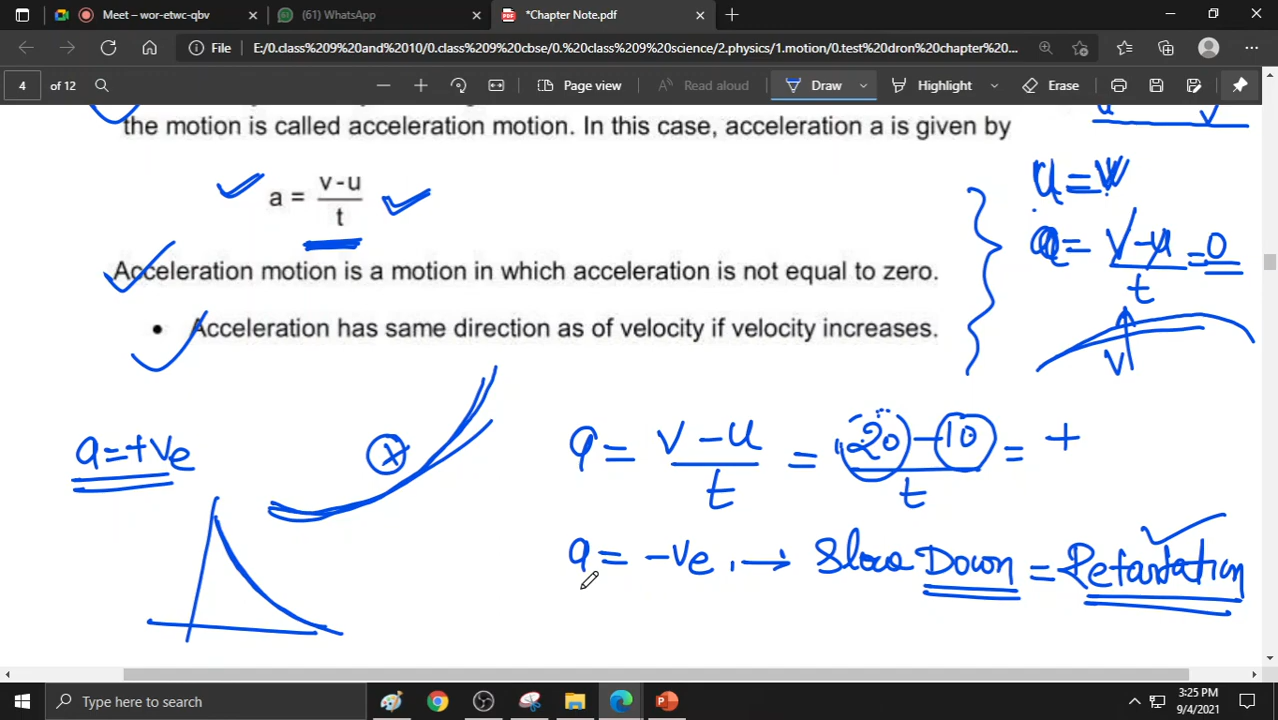 Meet – wor-etwc-qbv
(61) WhatsApp
*Chapter Note.pdf
File
E:/0.class%209%20and%2010/0.class%209%20cbse/0.%20class%209%20science/2.physics/1.motion/0.test%20dron%20chapter%20...
4 of 12
Page view
Read aloud
Draw
Highlight
Erase
the motion is called acceleration motion. In this case, acceleration a is given by
a = v-u / t
u = v
a = v-u / t = 0
Acceleration motion is a motion in which acceleration is not equal to zero.
• Acceleration has same direction as of velocity if velocity increases.
V
a=+ve
a = v-u / t = 20-10 / t = +
a = -ve, → Slow Down = Retardation
Type here to search
3:25 PM
9/4/2021